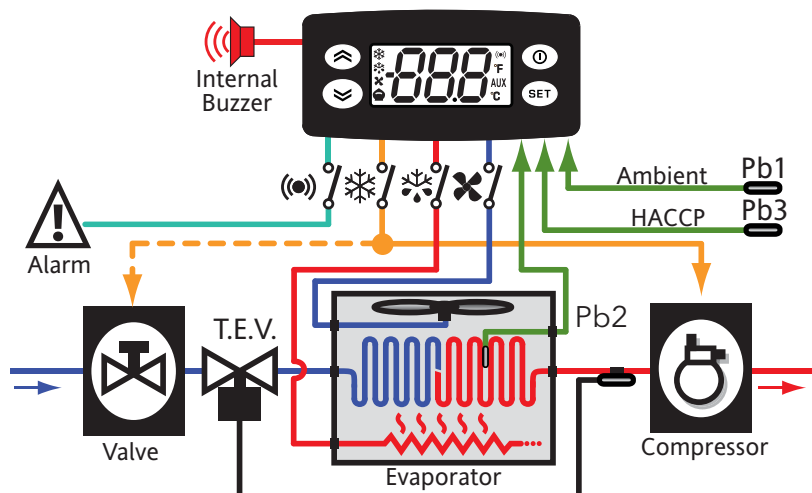 Internal
Buzzer
-88.8
°F
AUX
°C
SET
Ambient
Pb1
HACCP
Pb3
Alarm
T.E.V.
Pb2
Valve
Evaporator
Compressor